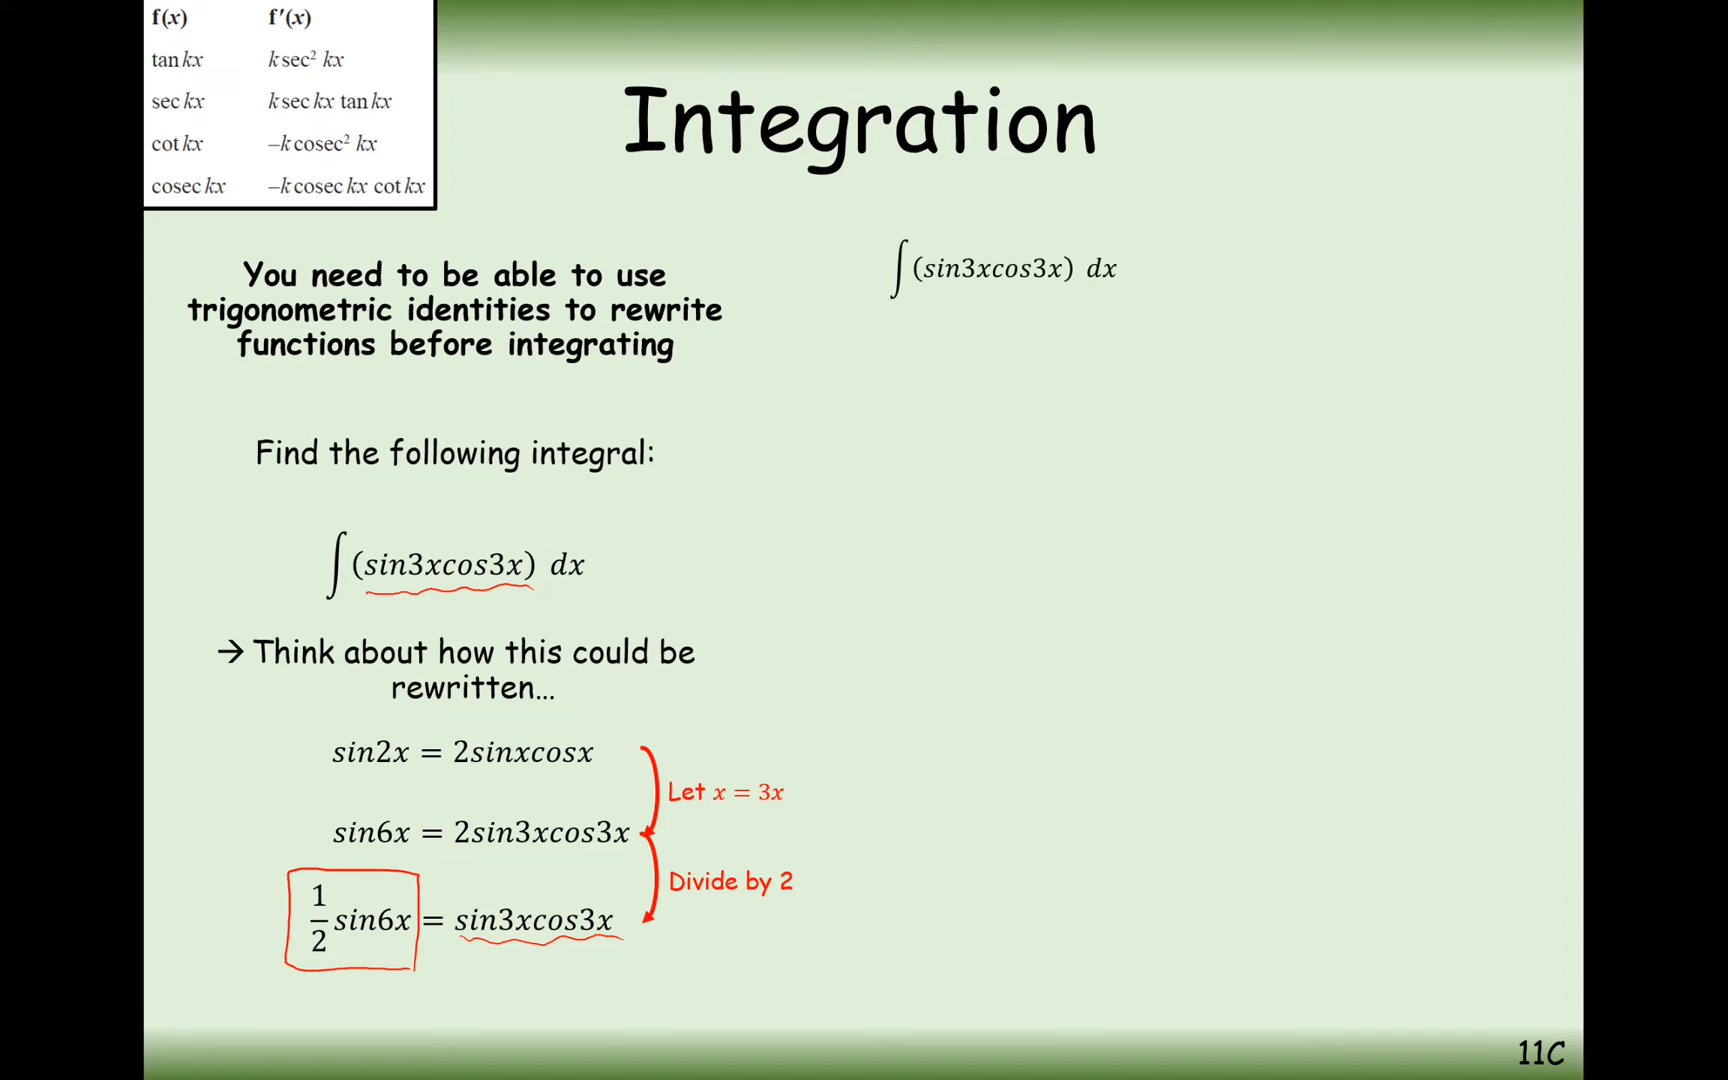 f(x) f′(x)
tan kx k sec² kx
sec kx k sec kx tan kx
cot kx –k cosec² kx
cosec kx –k cosec kx cot kx
Integration
You need to be able to use
trigonometric identities to rewrite
functions before integrating
Find the following integral:
∫(sin3xcos3x) dx
→ Think about how this could be
rewritten…
sin2x = 2sinxcosx
Let x = 3x
sin6x = 2sin3xcos3x
Divide by 2
1/2 sin6x = sin3xcos3x
∫(sin3xcos3x) dx
11C